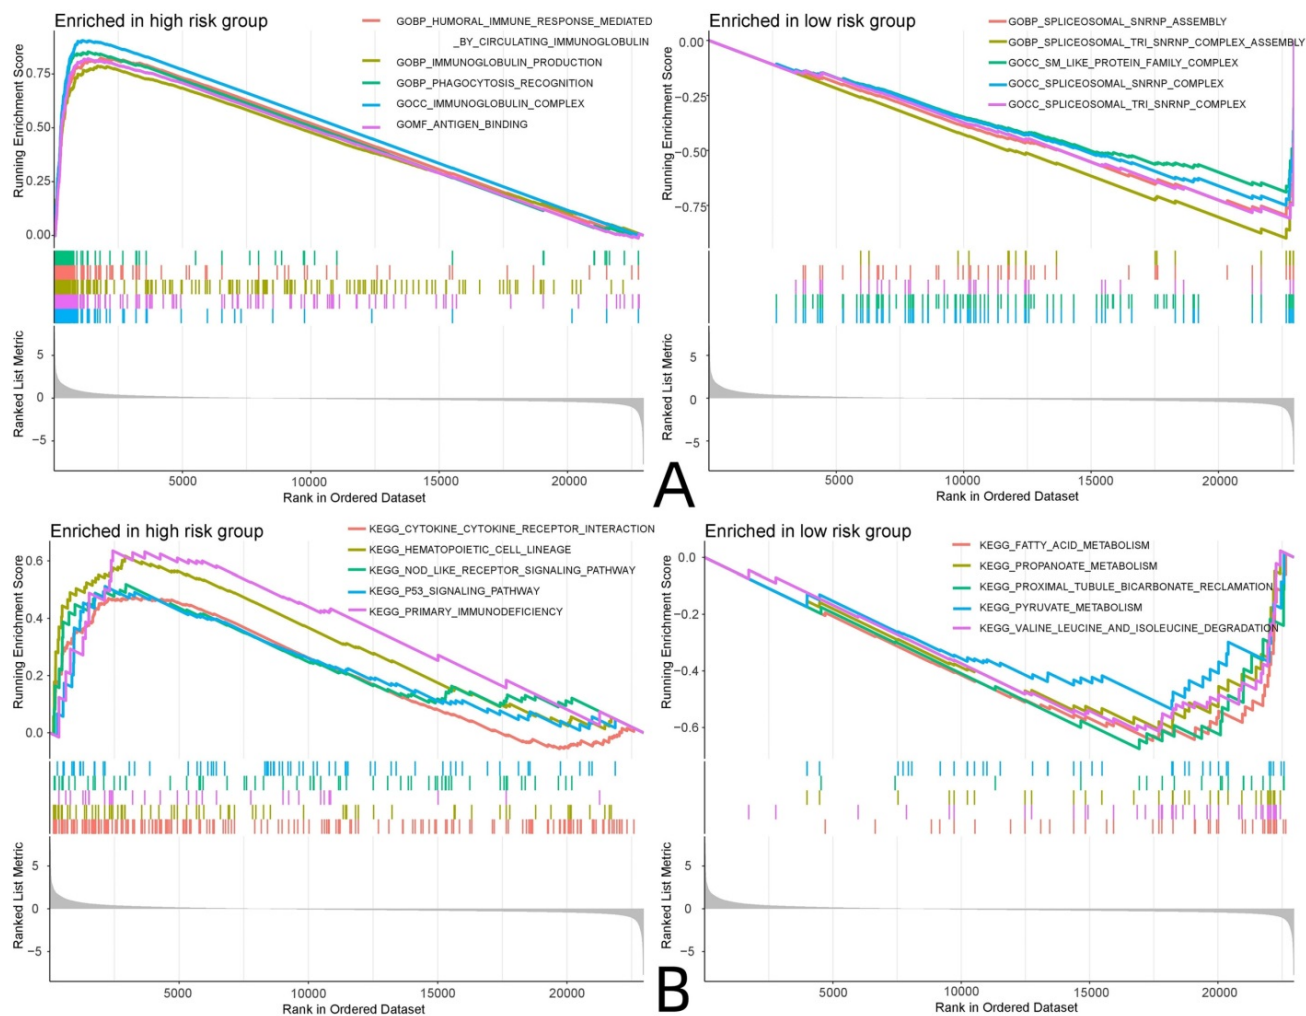 Enriched in high risk group
GOBP_HUMORAL_IMMUNE_RESPONSE_MEDIATED
_BY_CIRCULATING_IMMUNOGLOBULIN
GOBP_IMMUNOGLOBULIN_PRODUCTION
GOBP_PHAGOCYTOSIS_RECOGNITION
GOCC_IMMUNOGLOBULIN_COMPLEX
GOMF_ANTIGEN_BINDING
Running Enrichment Score
0.75
0.50
0.25
0.00
Ranked List Metric
5
0
−5
5000 10000 15000 20000
Rank in Ordered Dataset
Enriched in low risk group
GOBP_SPLICEOSOMAL_SNRNP_ASSEMBLY
GOBP_SPLICEOSOMAL_TRI_SNRNP_COMPLEX_ASSEMBLY
GOCC_SM_LIKE_PROTEIN_FAMILY_COMPLEX
GOCC_SPLICEOSOMAL_SNRNP_COMPLEX
GOCC_SPLICEOSOMAL_TRI_SNRNP_COMPLEX
Running Enrichment Score
0.00
−0.25
−0.50
−0.75
Ranked List Metric
5
0
−5
5000 10000 15000 20000
Rank in Ordered Dataset
A
Enriched in high risk group
KEGG_CYTOKINE_CYTOKINE_RECEPTOR_INTERACTION
KEGG_HEMATOPOIETIC_CELL_LINEAGE
KEGG_NOD_LIKE_RECEPTOR_SIGNALING_PATHWAY
KEGG_P53_SIGNALING_PATHWAY
KEGG_PRIMARY_IMMUNODEFICIENCY
Running Enrichment Score
0.6
0.4
0.2
0.0
Ranked List Metric
5
0
−5
5000 10000 15000 20000
Rank in Ordered Dataset
Enriched in low risk group
KEGG_FATTY_ACID_METABOLISM
KEGG_PROPANOATE_METABOLISM
KEGG_PROXIMAL_TUBULE_BICARBONATE_RECLAMATION
KEGG_PYRUVATE_METABOLISM
KEGG_VALINE_LEUCINE_AND_ISOLEUCINE_DEGRADATION
Running Enrichment Score
0.0
−0.2
−0.4
−0.6
Ranked List Metric
5
0
−5
5000 10000 15000 20000
Rank in Ordered Dataset
B